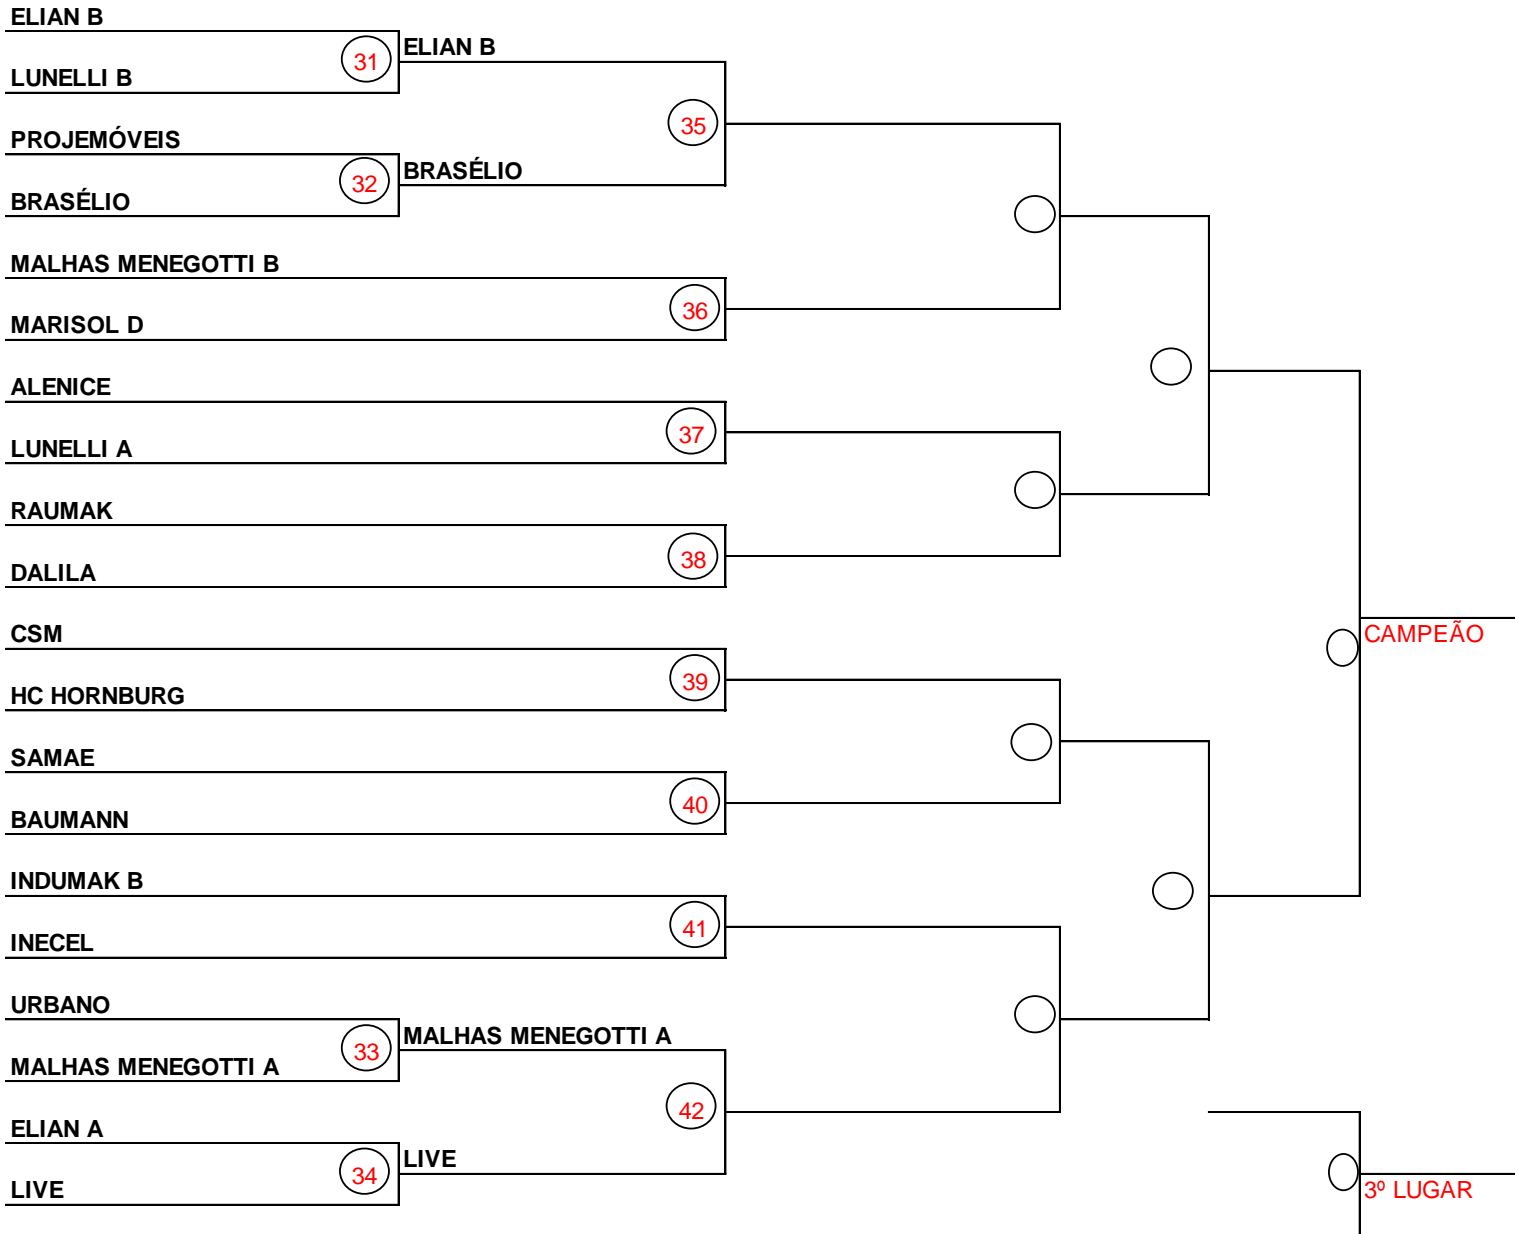 ELIAN B
31
ELIAN B
LUNELLI B
35
PROJEMÓVEIS
32
BRASÉLIO
BRASÉLIO
MALHAS MENEGOTTI B
36
MARISOL D
ALENICE
37
LUNELLI A
RAUMAK
38
DALILA
CSM
CAMPEÃO
39
HC HORNBURG
SAMAE
40
BAUMANN
INDUMAK B
41
INECEL
URBANO
33
MALHAS MENEGOTTI A
MALHAS MENEGOTTI A
42
ELIAN A
34
LIVE
LIVE
3º LUGAR